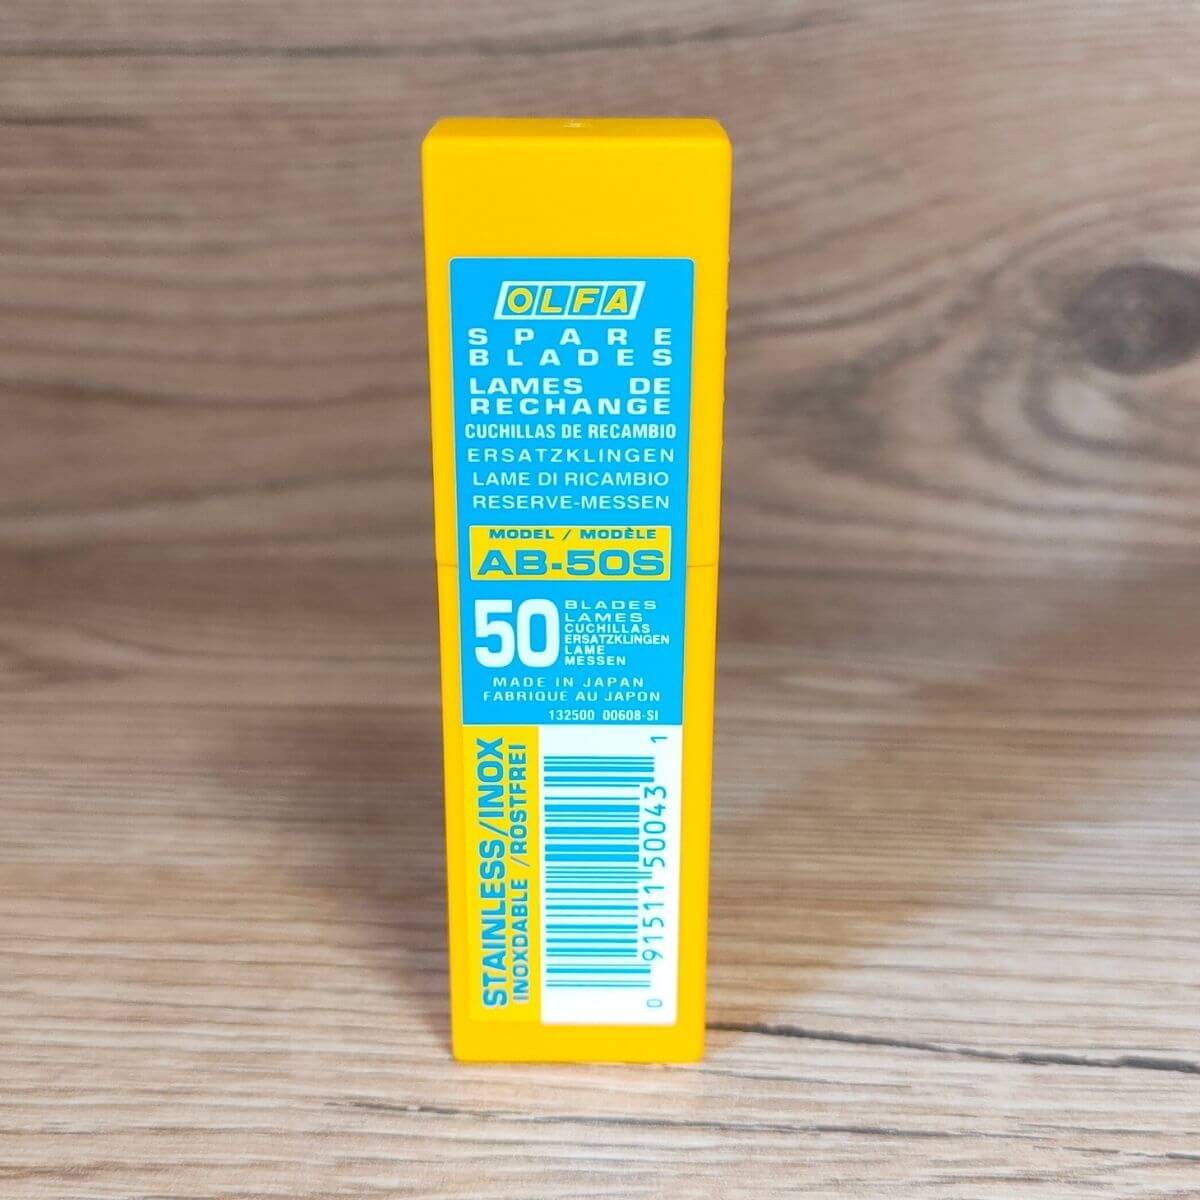 OLFA
SPARE
BLADES
LAMES DE
RECHANGE
CUCHILLAS DE RECAMBIO
ERSATZKLINGEN
LAME DI RICAMBIO
RESERVE-MESSEN
MODEL / MODÈLE
AB-50S
50
BLADES
LAMES
CUCHILLAS
ERSATZKLINGEN
LAME
MESSEN
MADE IN JAPAN
FABRIQUÉ AU JAPON
132500 00608-SI
STAINLESS/INOX
INOXDABLE /ROSTFREI
0 91511 50043 1